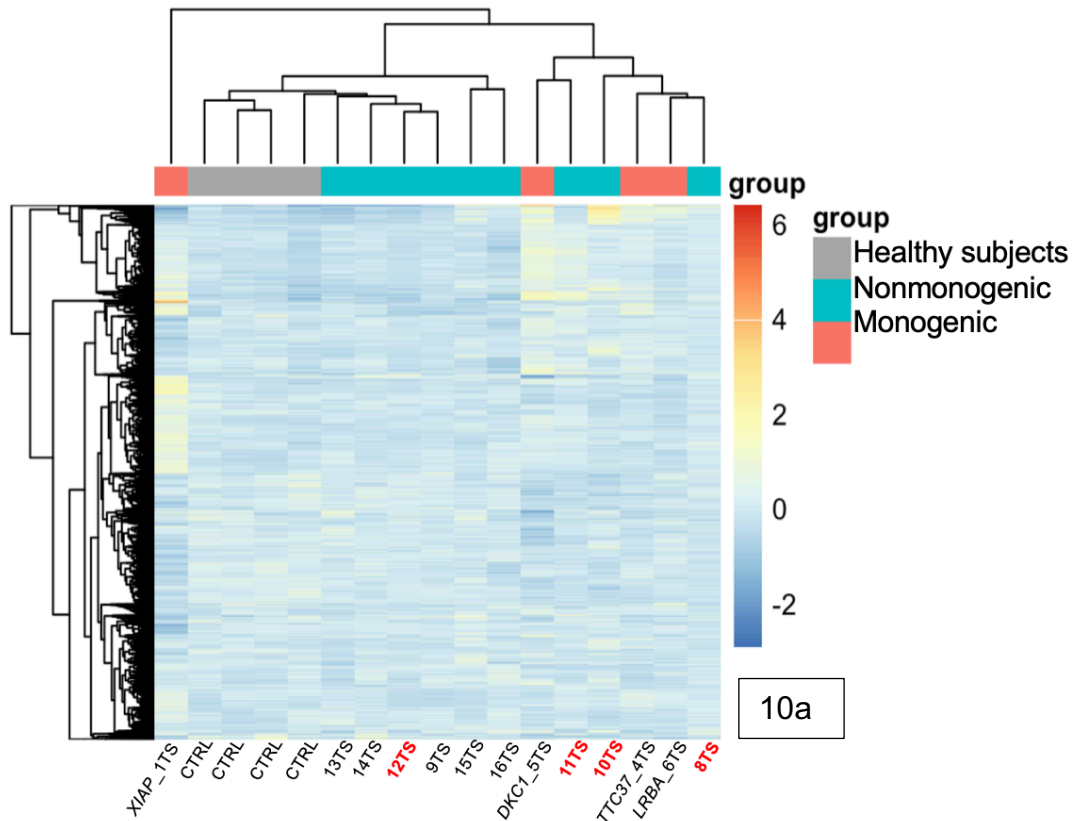 group
6
4
2
0
-2
group
Healthy subjects
Nonmonogenic
Monogenic
10a
XIAP_1TS
CTRL
CTRL
CTRL
CTRL
13TS
14TS
12TS
9TS
15TS
16TS
DKC1_5TS
11TS
10TS
TTC37_4TS
LRBA_6TS
8TS